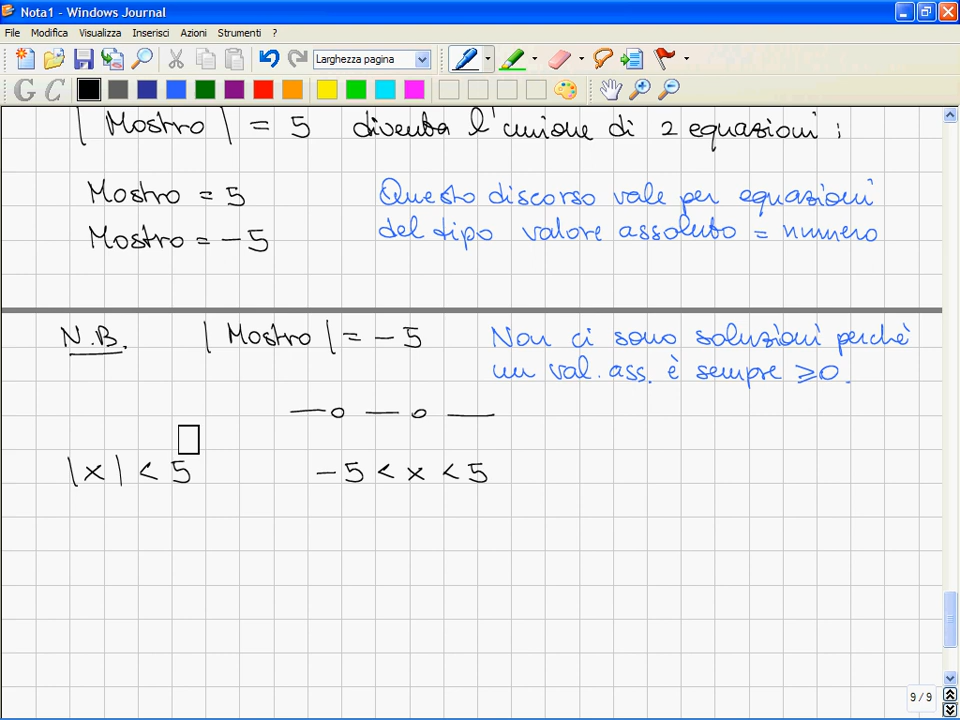 Nota1 - Windows Journal
File Modifica Visualizza Inserisci Azioni Strumenti ?
Larghezza pagina
G C
| Mostro | = 5 diventa l'unione di 2 equazioni :
Mostro = 5
Mostro = -5
Questo discorso vale per equazioni
del tipo valore assoluto = numero
N.B. | Mostro | = -5
Non ci sono soluzioni perchè
un val. ass. è sempre ≥0.
|x| < 5 -5 < x < 5
9 / 9